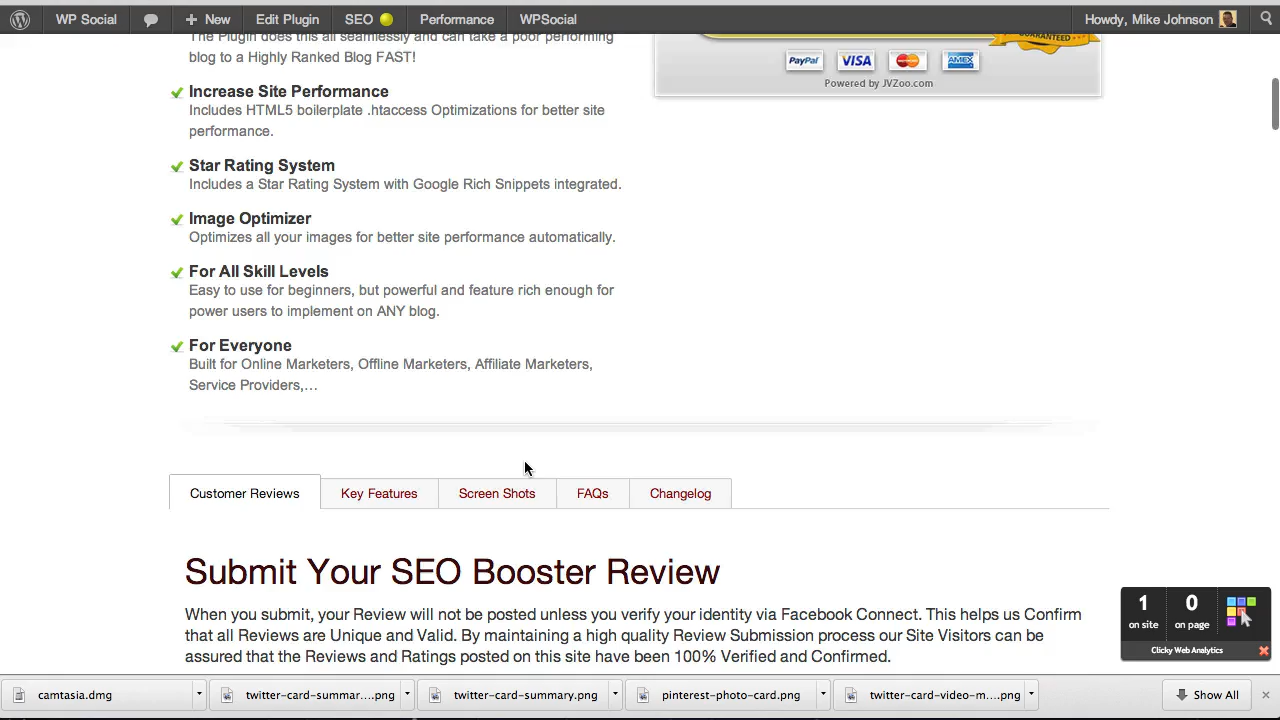 WP Social
New
Edit Plugin
SEO
Performance
WPSocial
Howdy, Mike Johnson
The Plugin does this all seamlessly and can take a poor performing
blog to a Highly Ranked Blog FAST!
GUARANTEED
PayPal
VISA
MasterCard
AMEX
Powered by JVZoo.com
Increase Site Performance
Includes HTML5 boilerplate .htaccess Optimizations for better site
performance.
Star Rating System
Includes a Star Rating System with Google Rich Snippets integrated.
Image Optimizer
Optimizes all your images for better site performance automatically.
For All Skill Levels
Easy to use for beginners, but powerful and feature rich enough for
power users to implement on ANY blog.
For Everyone
Built for Online Marketers, Offline Marketers, Affiliate Marketers,
Service Providers,…
Customer Reviews
Key Features
Screen Shots
FAQs
Changelog
Submit Your SEO Booster Review
When you submit, your Review will not be posted unless you verify your identity via Facebook Connect. This helps us Confirm
that all Reviews are Unique and Valid. By maintaining a high quality Review Submission process our Site Visitors can be
assured that the Reviews and Ratings posted on this site have been 100% Verified and Confirmed.
1
on site
0
on page
Clicky Web Analytics
camtasia.dmg
twitter-card-summar....png
twitter-card-summary.png
pinterest-photo-card.png
twitter-card-video-m....png
Show All